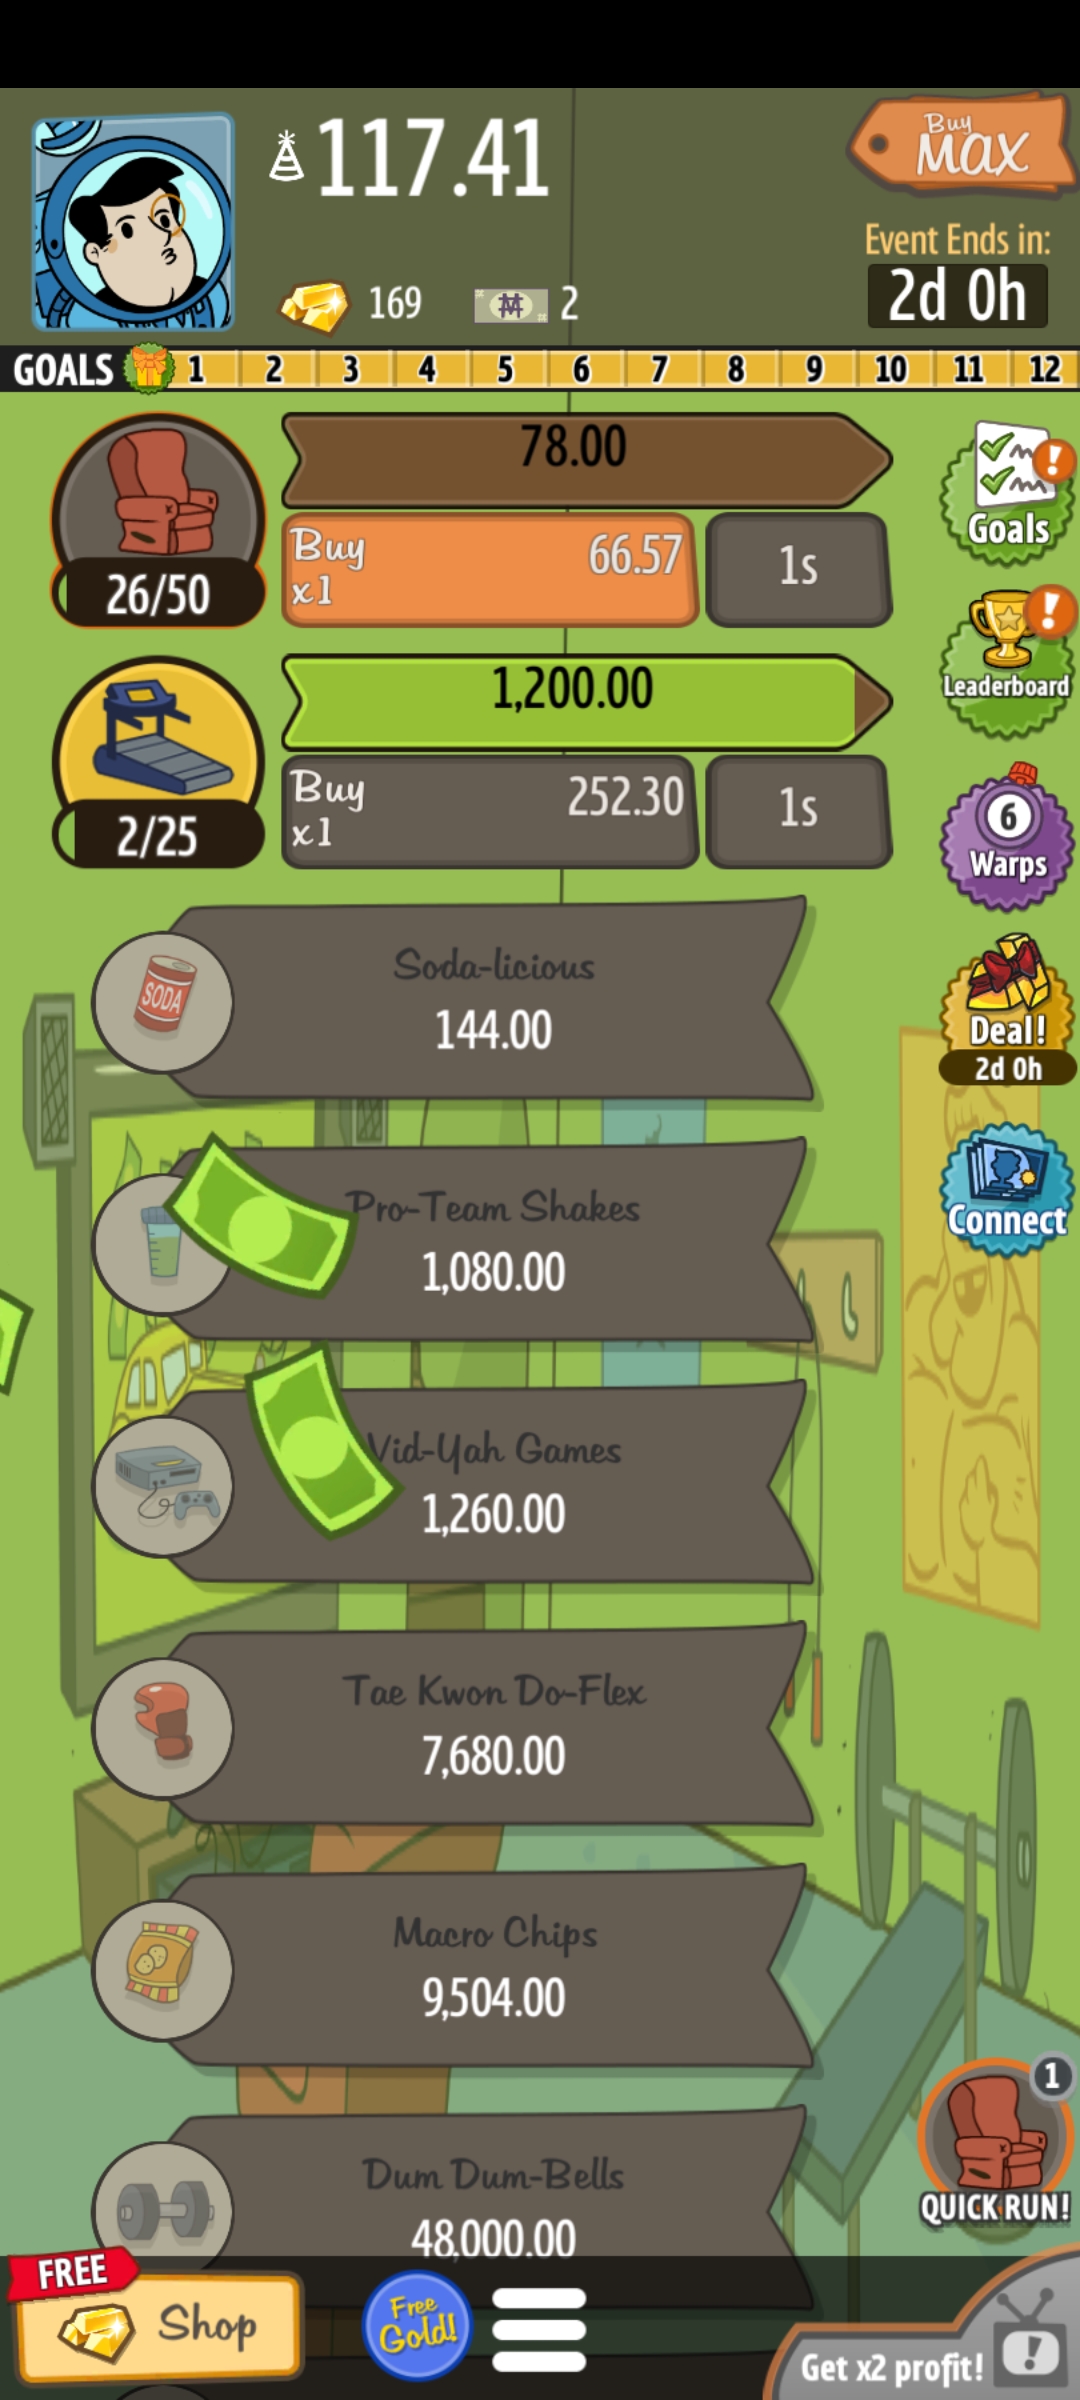 117.41
Buy
MAX
Event Ends in:
2d 0h
169
2
GOALS 1 2 3 4 5 6 7 8 9 10 11 12
78.00
Buy
x1
66.57
1s
26/50
Goals
1,200.00
Buy
x1
252.30
1s
2/25
Leaderboard
6
Warps
Soda-licious
144.00
SODA
Deal!
2d 0h
Pro-Team Shakes
1,080.00
Connect
Vid-Yah Games
1,260.00
Tae Kwon Do-Flex
7,680.00
Macro Chips
9,504.00
Dum Dum-Bells
48,000.00
1
QUICK RUN!
FREE
Shop
Free
Gold!
Get x2 profit!